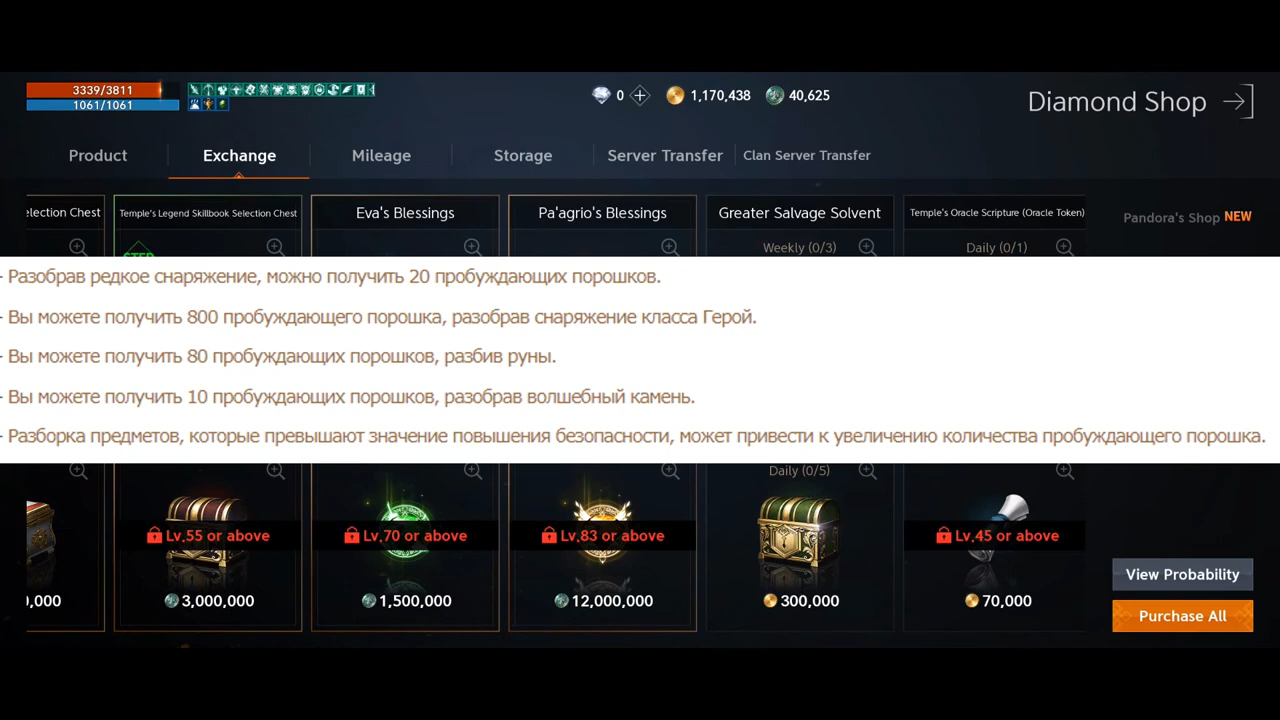 3339/3811
1061/1061
0
1,170,438
40,625
Diamond Shop
Product
Exchange
Mileage
Storage
Server Transfer
Clan Server Transfer
election Chest
Temple's Legend Skillbook Selection Chest
Eva's Blessings
Pa'agrio's Blessings
Greater Salvage Solvent
Temple's Oracle Scripture (Oracle Token)
Pandora's Shop NEW
Weekly (0/3)
Daily (0/1)
- Разобрав редкое снаряжение, можно получить 20 пробуждающих порошков.
- Вы можете получить 800 пробуждающего порошка, разобрав снаряжение класса Герой.
- Вы можете получить 80 пробуждающих порошков, разбив руны.
- Вы можете получить 10 пробуждающих порошков, разобрав волшебный камень.
- Разборка предметов, которые превышают значение повышения безопасности, может привести к увеличению количества пробуждающего порошка.
Daily (0/5)
Lv.55 or above
Lv.70 or above
Lv.83 or above
Lv.45 or above
View Probability
,000
3,000,000
1,500,000
12,000,000
300,000
70,000
Purchase All